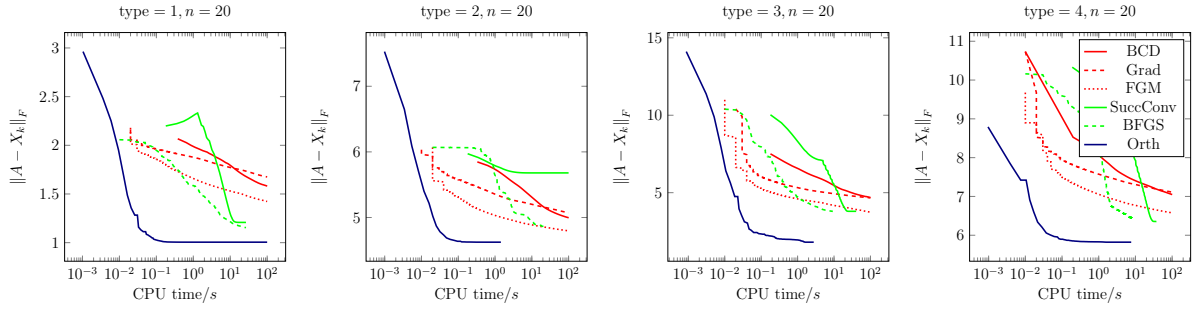 type = 1, n = 20
3
2.5
2
1.5
1
‖A − X_k‖_F
10^−3 10^−2 10^−1 10^0 10^1 10^2
CPU time/s
type = 2, n = 20
7
6
5
‖A − X_k‖_F
10^−3 10^−2 10^−1 10^0 10^1 10^2
CPU time/s
type = 3, n = 20
15
10
5
‖A − X_k‖_F
10^−3 10^−2 10^−1 10^0 10^1 10^2
CPU time/s
type = 4, n = 20
11
10
9
8
7
6
‖A − X_k‖_F
10^−3 10^−2 10^−1 10^0 10^1 10^2
CPU time/s
BCD
Grad
FGM
SuccConv
BFGS
Orth